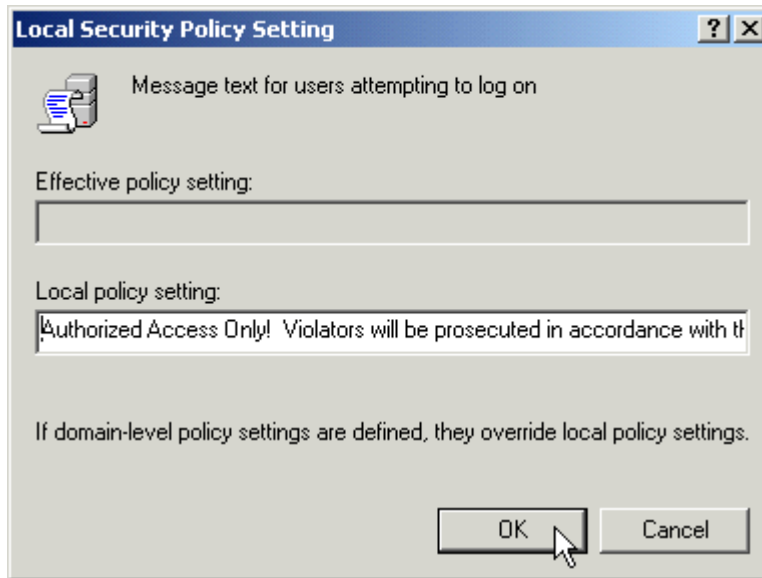 Local Security Policy Setting
Message text for users attempting to log on
Effective policy setting:
Local policy setting:
Authorized Access Only!  Violators will be prosecuted in accordance with
If domain-level policy settings are defined, they override local policy settings.
OK Cancel